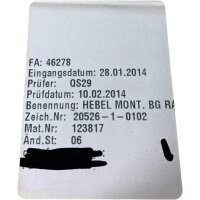 FA: 46278
Eingangsdatum: 28.01.2014
Prüfer: QS29
Prüfdatum: 10.02.2014
Benennung: HEBEL MONT. BG RA
Zeich.Nr: 20526-1-0102
Mat.Nr: 123817
Änd.St: 06